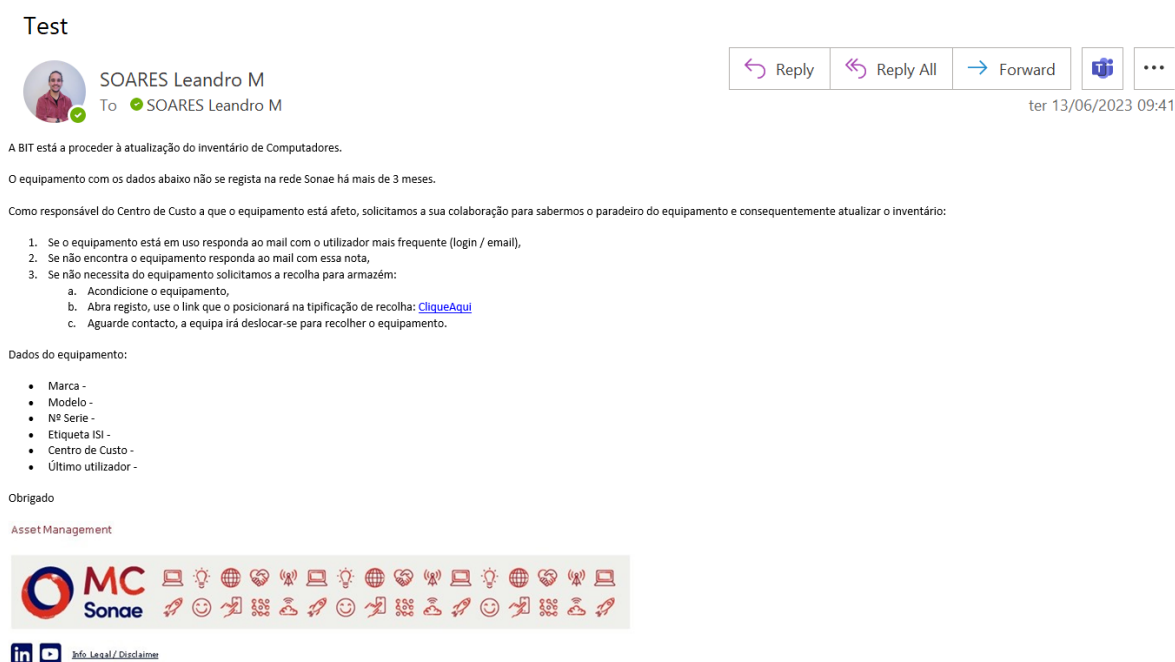 Test
SOARES Leandro M
To SOARES Leandro M
Reply
Reply All
Forward
ter 13/06/2023 09:41
A BIT está a proceder à atualização do inventário de Computadores.
O equipamento com os dados abaixo não se regista na rede Sonae há mais de 3 meses.
Como responsável do Centro de Custo a que o equipamento está afeto, solicitamos a sua colaboração para sabermos o paradeiro do equipamento e consequentemente atualizar o inventário:
1. Se o equipamento está em uso responda ao mail com o utilizador mais frequente (login / email),
2. Se não encontra o equipamento responda ao mail com essa nota,
3. Se não necessita do equipamento solicitamos a recolha para armazém:
a. Acondicione o equipamento,
b. Abra registo, use o link que o posicionará na tipificação de recolha: CliqueAqui
c. Aguarde contacto, a equipa irá deslocar-se para recolher o equipamento.
Dados do equipamento:
• Marca -
• Modelo -
• Nº Serie -
• Etiqueta ISI -
• Centro de Custo -
• Último utilizador -
Obrigado
Asset Management
MC
Sonae
in
Info Legal / Disclaimer